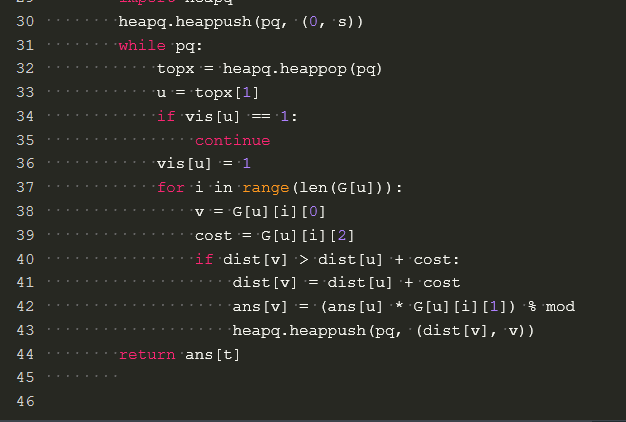 29 import heapq
30 heapq.heappush(pq, (0, s))
31 while pq:
32 topx = heapq.heappop(pq)
33 u = topx[1]
34 if vis[u] == 1:
35 continue
36 vis[u] = 1
37 for i in range(len(G[u])):
38 v = G[u][i][0]
39 cost = G[u][i][2]
40 if dist[v] > dist[u] + cost:
41 dist[v] = dist[u] + cost
42 ans[v] = (ans[u] * G[u][i][1]) % mod
43 heapq.heappush(pq, (dist[v], v))
44 return ans[t]
45
46